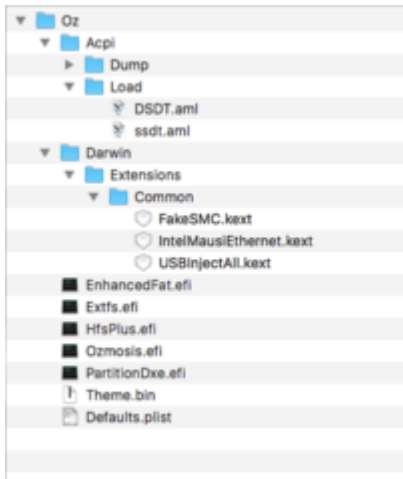 Oz
Acpi
Dump
Load
DSDT.aml
ssdt.aml
Darwin
Extensions
Common
FakeSMC.kext
IntelMausiEthernet.kext
USBInjectAll.kext
EnhancedFat.efi
Extfs.efi
HfsPlus.efi
Ozmosis.efi
PartitionDxe.efi
Theme.bin
Defaults.plist